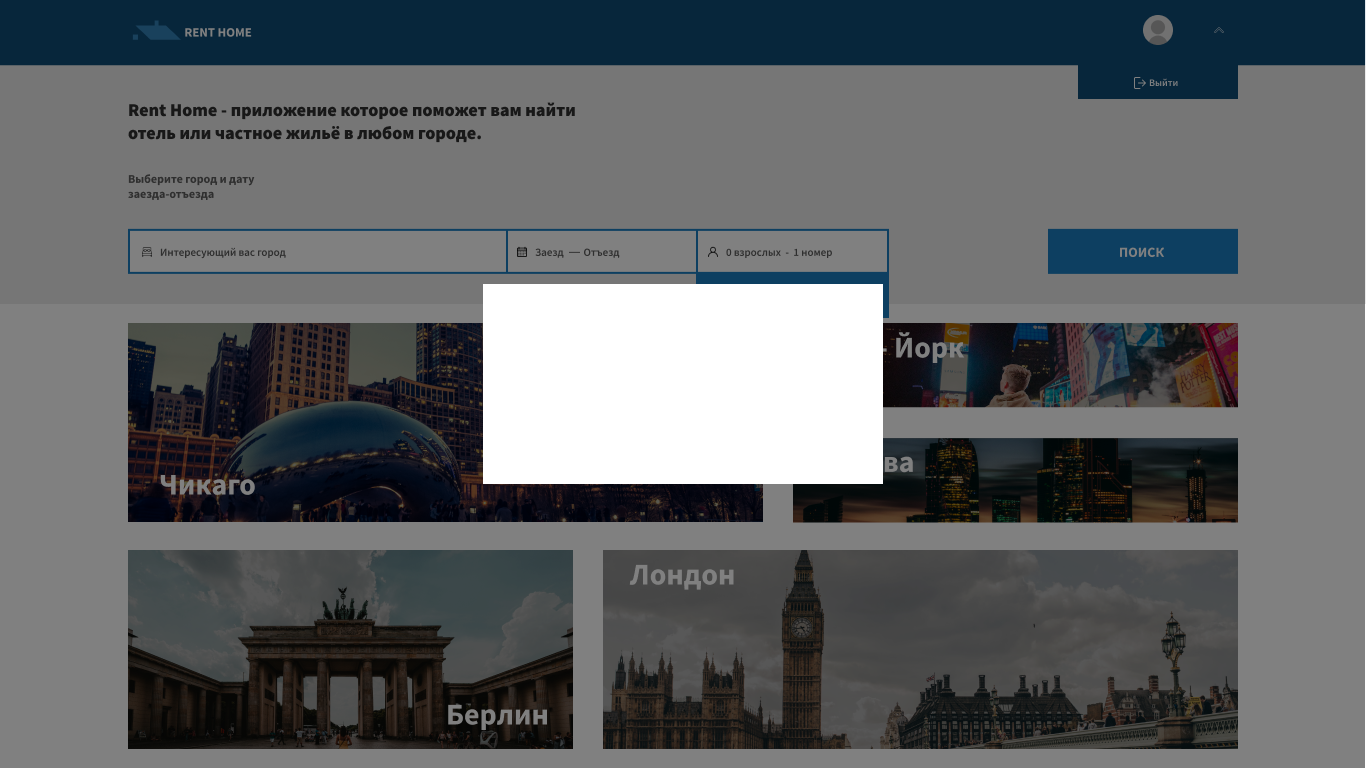 RENT HOME
Выйти
Rent Home - приложение которое поможет вам найти
отель или частное жильё в любом городе.
Выберите город и дату
заезда-отъезда
Интересующий вас город
Заезд — Отъезд
0 взрослых - 1 номер
ПОИСК
- Йорк
Чикаго
ва
Лондон
Берлин